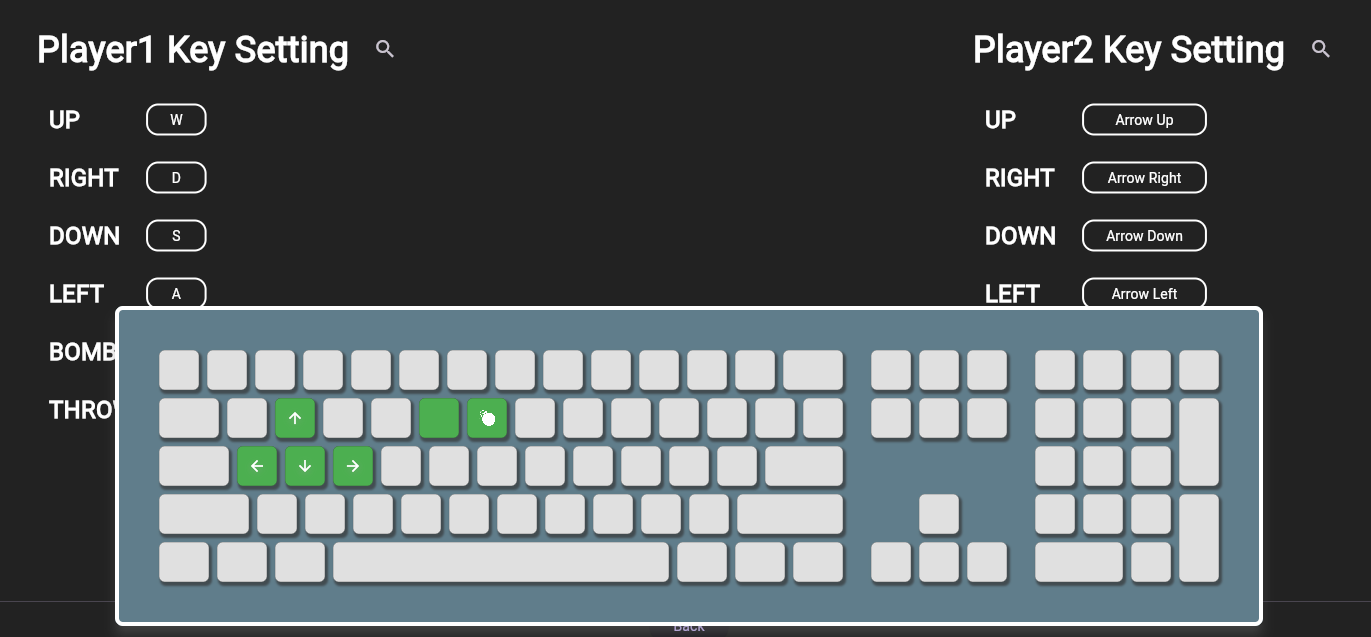 Player1 Key Setting
UP W
RIGHT D
DOWN S
LEFT A
BOMB
Player2 Key Setting
UP Arrow Up
RIGHT Arrow Right
DOWN Arrow Down
LEFT Arrow Left
Back